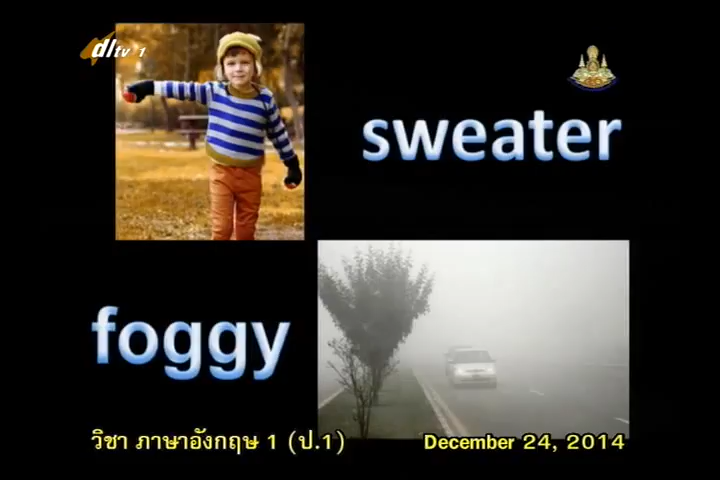 dltv 1
sweater
foggy
วิชา ภาษาอังกฤษ 1 (ป.1)
December 24, 2014